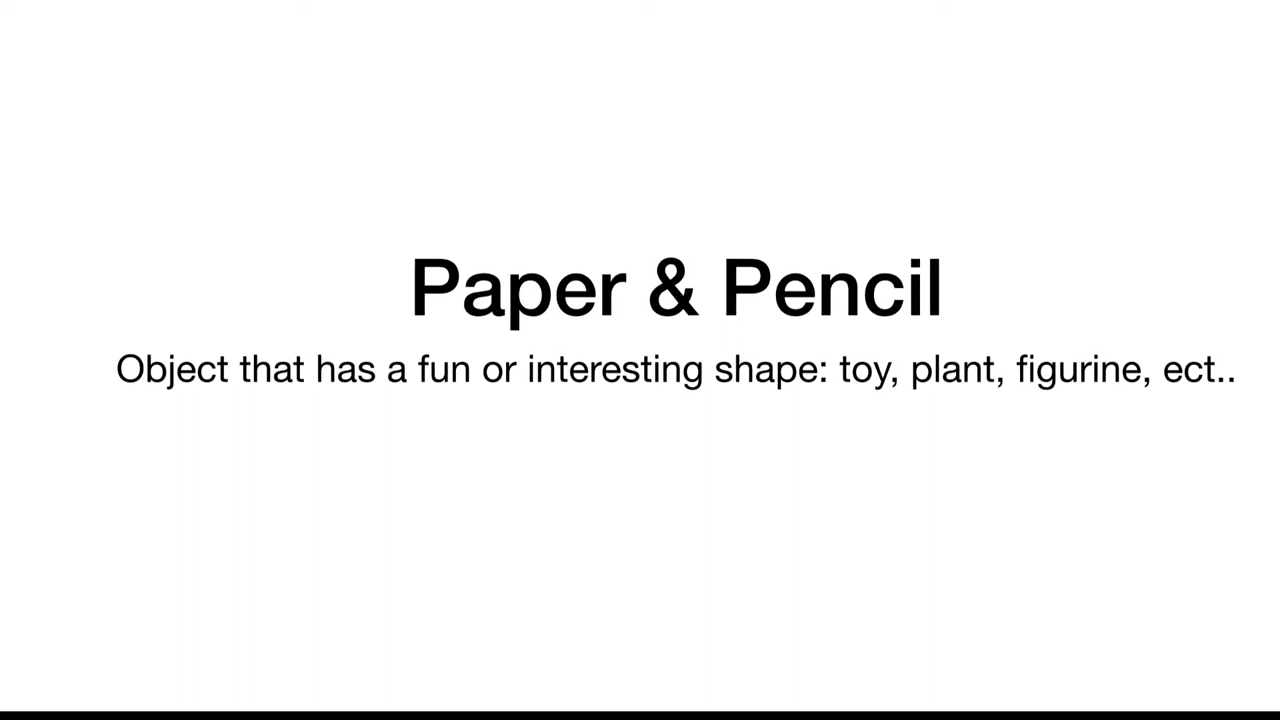 Paper & Pencil
Object that has a fun or interesting shape: toy, plant, figurine, ect..